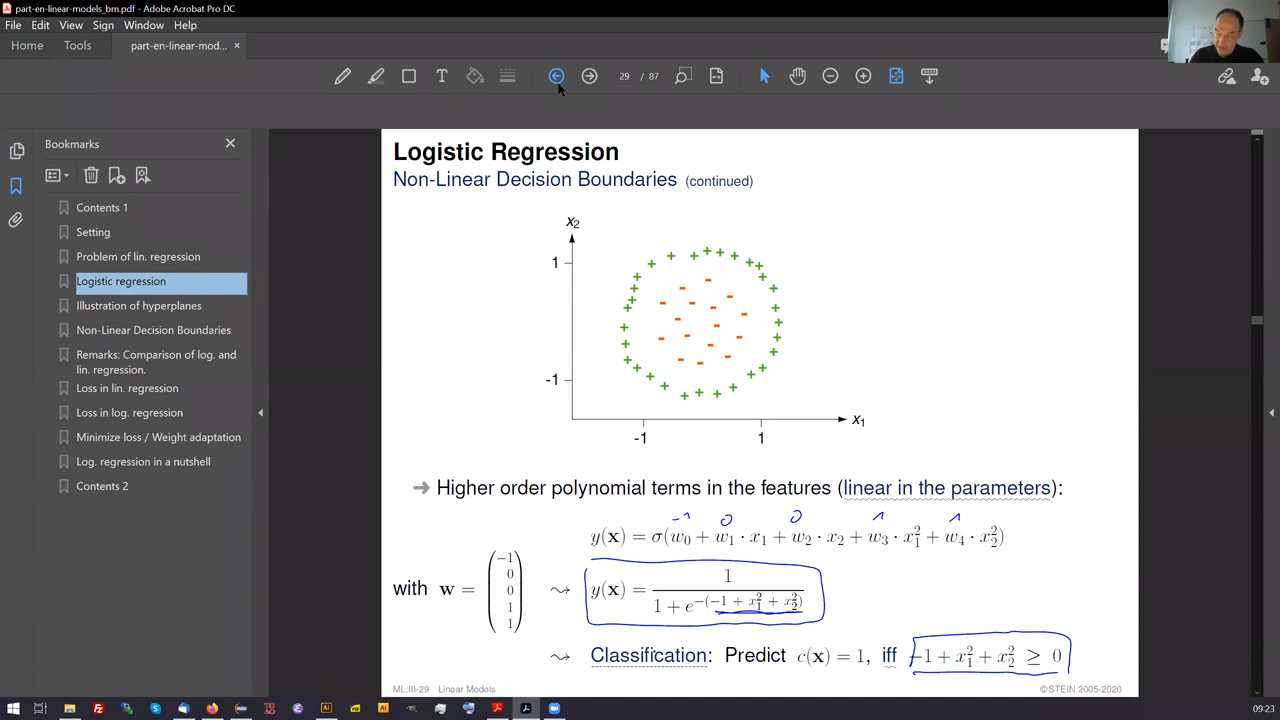 part-en-linear-models_bm.pdf - Adobe Acrobat Pro DC
File Edit View Sign Window Help
Home Tools part-en-linear-mod... ×
29 / 87
Bookmarks
Contents 1
Setting
Problem of lin. regression
Logistic regression
Illustration of hyperplanes
Non-Linear Decision Boundaries
Remarks: Comparison of log. and
lin. regression.
Loss in lin. regression
Loss in log. regression
Minimize loss / Weight adaptation
Log. regression in a nutshell
Contents 2
Logistic Regression
Non-Linear Decision Boundaries (continued)
x₂
1
-1
-1 1
x₁
➔ Higher order polynomial terms in the features (linear in the parameters):
-1 0 0 1 1
y(x) = σ(w₀ + w₁ · x₁ + w₂ · x₂ + w₃ · x₁² + w₄ · x₂²)
with w = (−1 0 0 1 1) ⇝ y(x) = 1 / (1 + e^−(−1 + x₁² + x₂²))
⇝ Classification: Predict c(x) = 1, iff −1 + x₁² + x₂² ≥ 0
ML:III-29 Linear Models ©STEIN 2005-2020
09:23